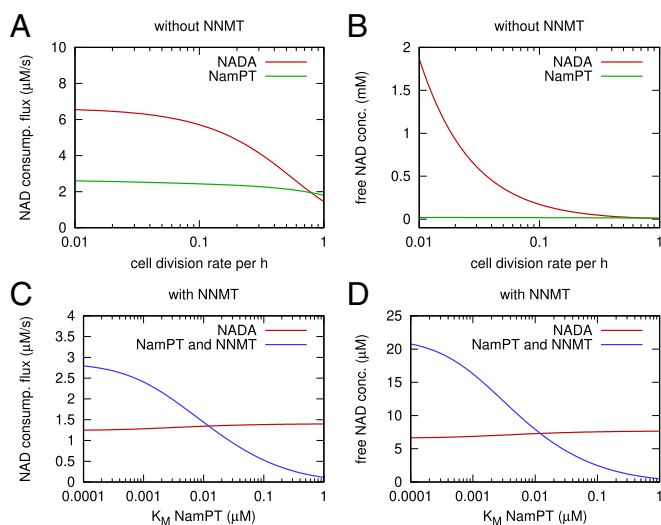 A
without NNMT
NAD consump. flux (µM/s)
10
8
6
4
2
0
NADA
NamPT
0.01
0.1
1
cell division rate per h
B
without NNMT
free NAD conc. (mM)
2
1.5
1
0.5
0
NADA
NamPT
0.01
0.1
1
cell division rate per h
C
with NNMT
NAD consump. flux (µM/s)
4
3.5
3
2.5
2
1.5
1
0.5
0
NADA
NamPT and NNMT
0.0001
0.001
0.01
0.1
1
K_M NamPT (µM)
D
with NNMT
free NAD conc. (µM)
25
20
15
10
5
0
NADA
NamPT and NNMT
0.0001
0.001
0.01
0.1
1
K_M NamPT (µM)